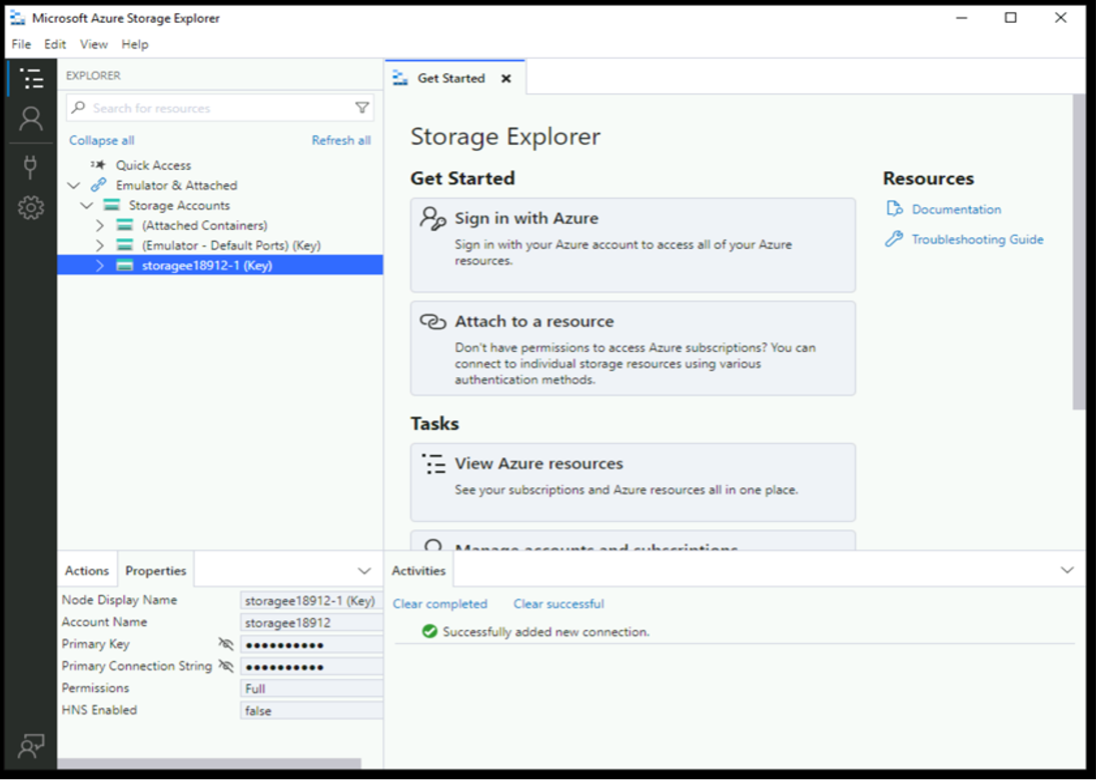 Microsoft Azure Storage Explorer
File Edit View Help
EXPLORER
Search for resources
Collapse all Refresh all
Quick Access
Emulator & Attached
Storage Accounts
(Attached Containers)
(Emulator - Default Ports) (Key)
storagee18912-1 (Key)
Get Started
Storage Explorer
Get Started
Sign in with Azure
Sign in with your Azure account to access all of your Azure
resources.
Attach to a resource
Don't have permissions to access Azure subscriptions? You can
connect to individual storage resources using various
authentication methods.
Tasks
View Azure resources
See your subscriptions and Azure resources all in one place.
Manage accounts and subscriptions
Resources
Documentation
Troubleshooting Guide
Actions Properties
Node Display Name storagee18912-1 (Key)
Account Name storagee18912
Primary Key ●●●●●●●●●●
Primary Connection String ●●●●●●●●●●
Permissions Full
HNS Enabled false
Activities
Clear completed Clear successful
Successfully added new connection.